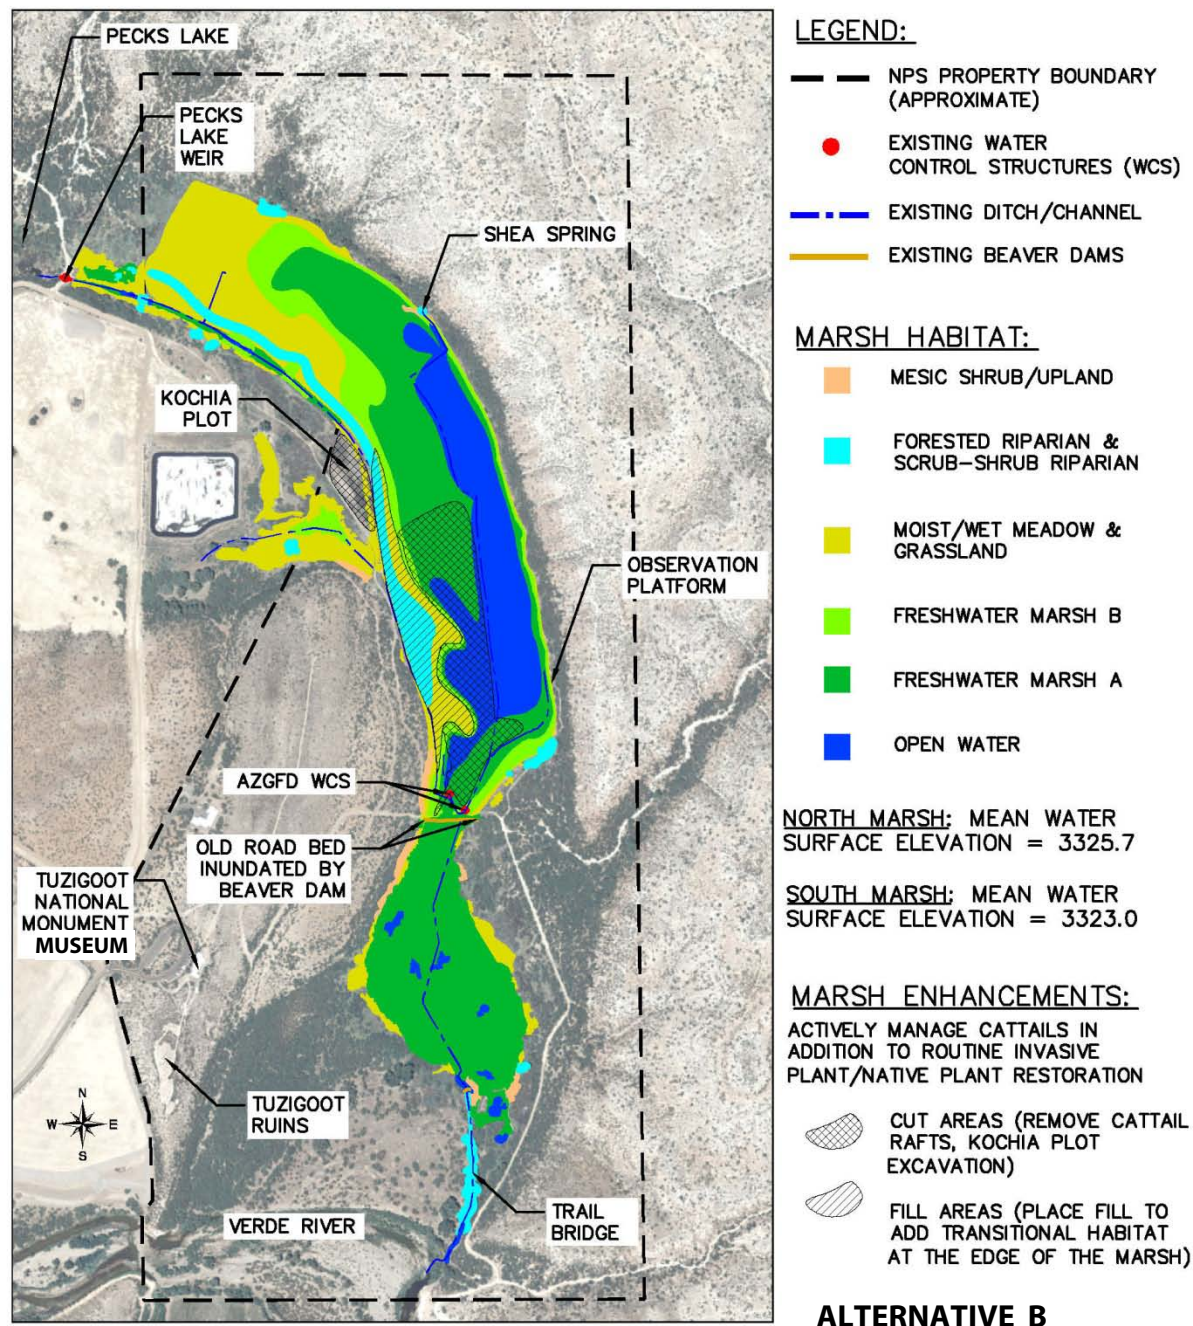 PECKS LAKE
PECKS
LAKE
WEIR
SHEA SPRING
KOCHIA
PLOT
OBSERVATION
PLATFORM
AZGFD WCS
OLD ROAD BED
INUNDATED BY
BEAVER DAM
TUZIGOOT
NATIONAL
MONUMENT
MUSEUM
TUZIGOOT
RUINS
N
W E
S
VERDE RIVER
TRAIL
BRIDGE
LEGEND:
NPS PROPERTY BOUNDARY
(APPROXIMATE)
EXISTING WATER
CONTROL STRUCTURES (WCS)
EXISTING DITCH/CHANNEL
EXISTING BEAVER DAMS
MARSH HABITAT:
MESIC SHRUB/UPLAND
FORESTED RIPARIAN &
SCRUB-SHRUB RIPARIAN
MOIST/WET MEADOW &
GRASSLAND
FRESHWATER MARSH B
FRESHWATER MARSH A
OPEN WATER
NORTH MARSH: MEAN WATER
SURFACE ELEVATION = 3325.7
SOUTH MARSH: MEAN WATER
SURFACE ELEVATION = 3323.0
MARSH ENHANCEMENTS:
ACTIVELY MANAGE CATTAILS IN
ADDITION TO ROUTINE INVASIVE
PLANT/NATIVE PLANT RESTORATION
CUT AREAS (REMOVE CATTAIL
RAFTS, KOCHIA PLOT
EXCAVATION)
FILL AREAS (PLACE FILL TO
ADD TRANSITIONAL HABITAT
AT THE EDGE OF THE MARSH)
ALTERNATIVE B